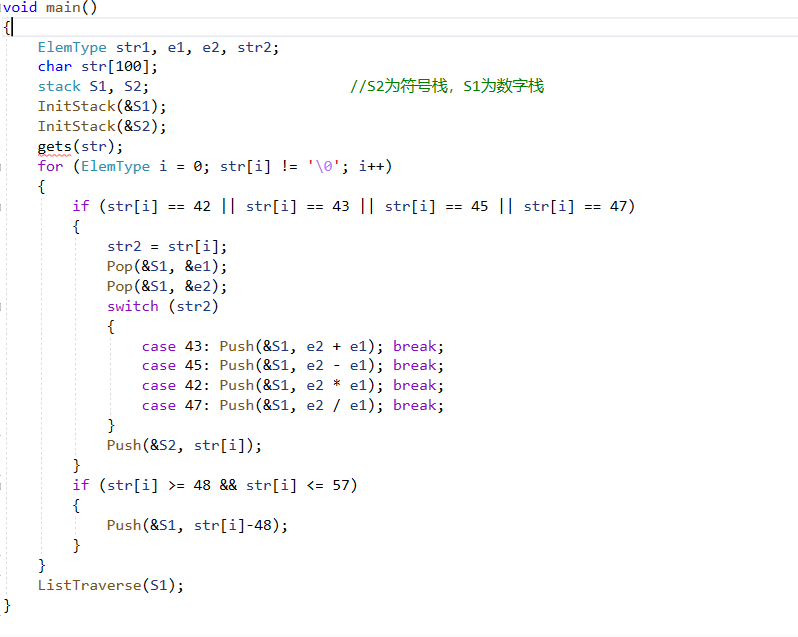 void main()
{
    ElemType str1, e1, e2, str2;
    char str[100];
    stack S1, S2;                       //S2为符号栈，S1为数字栈
    InitStack(&S1);
    InitStack(&S2);
    gets(str);
    for (ElemType i = 0; str[i] != '\0'; i++)
    {
        if (str[i] == 42 || str[i] == 43 || str[i] == 45 || str[i] == 47)
        {
            str2 = str[i];
            Pop(&S1, &e1);
            Pop(&S1, &e2);
            switch (str2)
            {
                case 43: Push(&S1, e2 + e1); break;
                case 45: Push(&S1, e2 - e1); break;
                case 42: Push(&S1, e2 * e1); break;
                case 47: Push(&S1, e2 / e1); break;
            }
            Push(&S2, str[i]);
        }
        if (str[i] >= 48 && str[i] <= 57)
        {
            Push(&S1, str[i]-48);
        }
    }
    ListTraverse(S1);
}